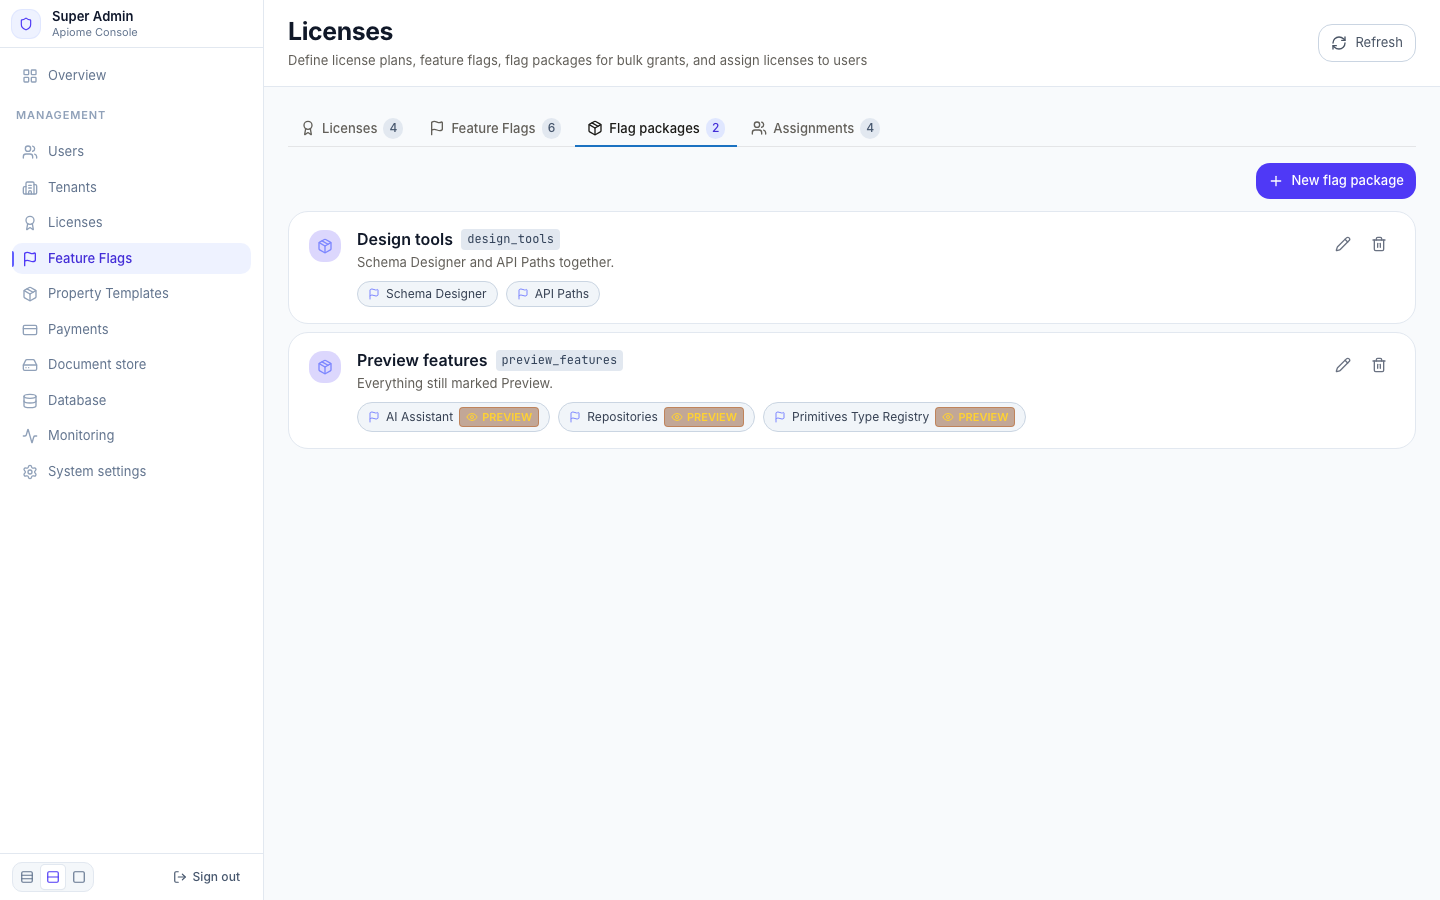 Super Admin
Apiome Console
Overview
MANAGEMENT
Users
Tenants
Licenses
Feature Flags
Property Templates
Payments
Document store
Database
Monitoring
System settings
Sign out
Licenses
Define license plans, feature flags, flag packages for bulk grants, and assign licenses to users
Refresh
Licenses 4 Feature Flags 6 Flag packages 2 Assignments 4
New flag package
Design tools design_tools
Schema Designer and API Paths together.
Schema Designer API Paths
Preview features preview_features
Everything still marked Preview.
AI Assistant PREVIEW Repositories PREVIEW Primitives Type Registry PREVIEW